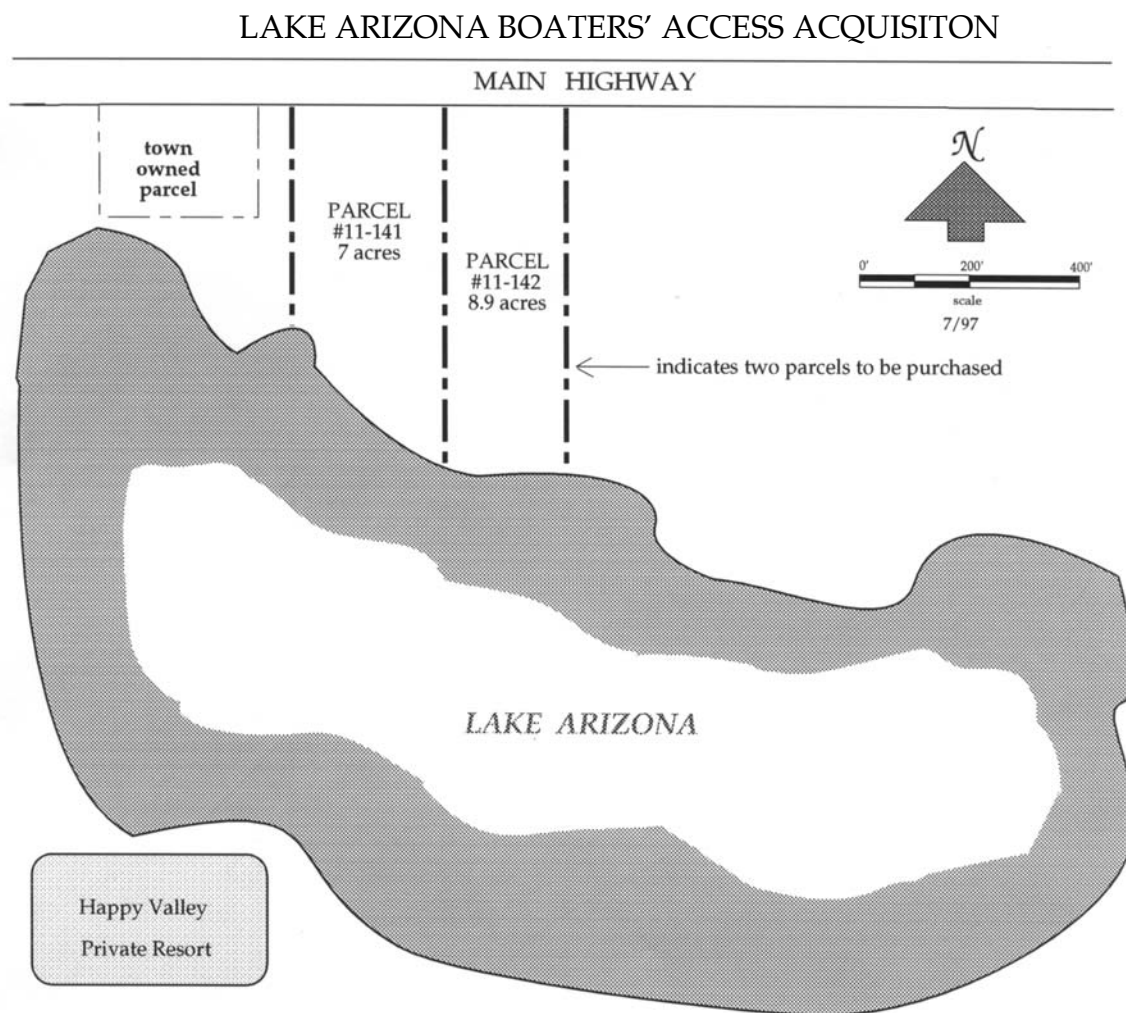 LAKE ARIZONA BOATERS' ACCESS ACQUISITON
MAIN HIGHWAY
town
owned
parcel
PARCEL
#11-141
7 acres
PARCEL
#11-142
8.9 acres
N
0' 200' 400'
scale
7/97
indicates two parcels to be purchased
LAKE ARIZONA
Happy Valley
Private Resort